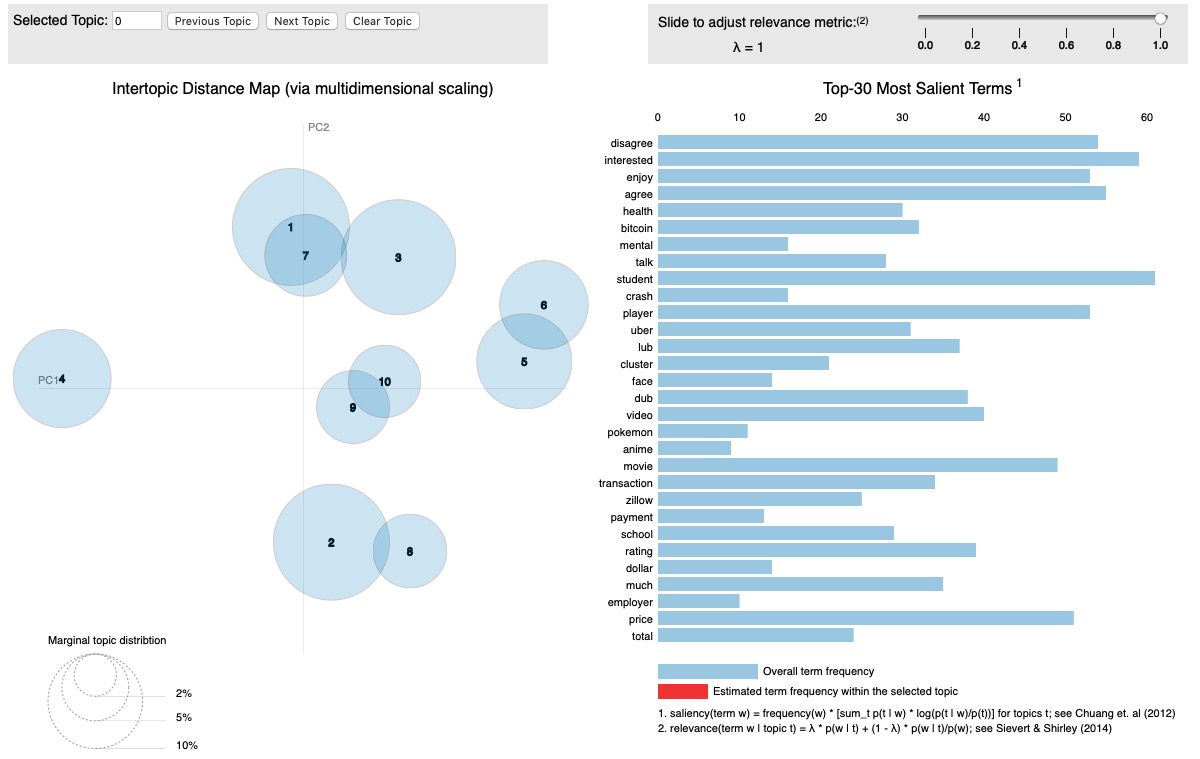 Selected Topic: 0 Previous Topic Next Topic Clear Topic
Slide to adjust relevance metric:(2)
λ = 1
0.0 0.2 0.4 0.6 0.8 1.0
Intertopic Distance Map (via multidimensional scaling)
PC2
1
7
3
6
5
PC1
4
10
9
2
8
Marginal topic distribtion
2%
5%
10%
Top-30 Most Salient Terms 1
0 10 20 30 40 50 60
disagree
interested
enjoy
agree
health
bitcoin
mental
talk
student
crash
player
uber
lub
cluster
face
dub
video
pokemon
anime
movie
transaction
zillow
payment
school
rating
dollar
much
employer
price
total
Overall term frequency
Estimated term frequency within the selected topic
1. saliency(term w) = frequency(w) * [sum_t p(t | w) * log(p(t | w)/p(t))] for topics t; see Chuang et. al (2012)
2. relevance(term w | topic t) = λ * p(w | t) + (1 - λ) * p(w | t)/p(w); see Sievert & Shirley (2014)